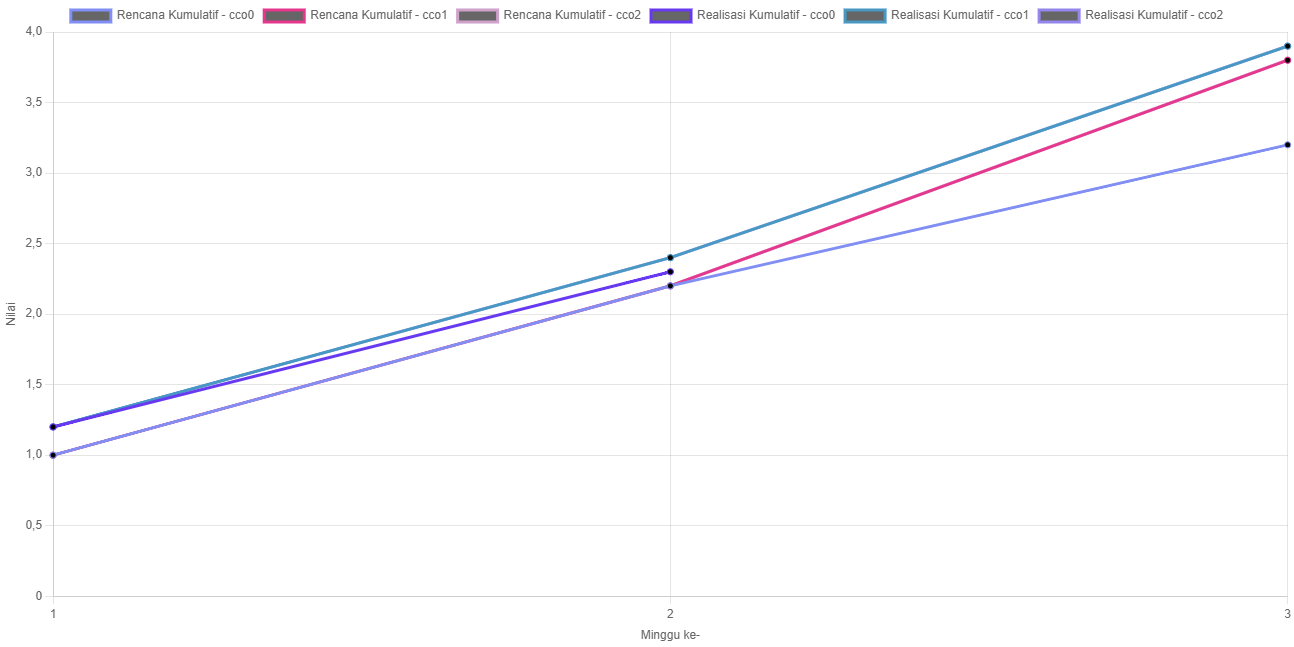 Rencana Kumulatif - cco0 Rencana Kumulatif - cco1 Rencana Kumulatif - cco2 Realisasi Kumulatif - cco0 Realisasi Kumulatif - cco1 Realisasi Kumulatif - cco2
4,0
3,5
3,0
2,5
2,0
1,5
1,0
0,5
0
Nilai
1 2 3
Minggu ke-